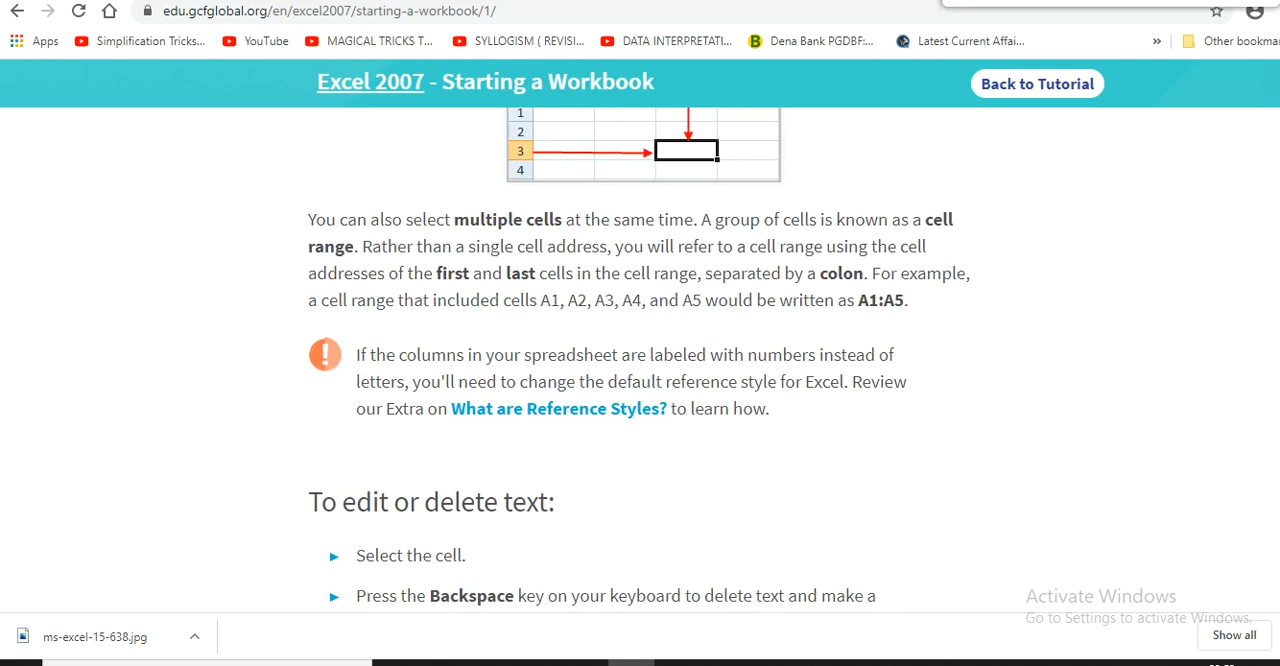 edu.gcfglobal.org/en/excel2007/starting-a-workbook/1/
Apps Simplification Tricks... YouTube MAGICAL TRICKS T... SYLLOGISM ( REVISI... DATA INTERPRETATI... B Dena Bank PGDBF:... Latest Current Affai... » Other bookma
Excel 2007 - Starting a Workbook Back to Tutorial
1
2
3
4
You can also select multiple cells at the same time. A group of cells is known as a cell
range. Rather than a single cell address, you will refer to a cell range using the cell
addresses of the first and last cells in the cell range, separated by a colon. For example,
a cell range that included cells A1, A2, A3, A4, and A5 would be written as A1:A5.
! If the columns in your spreadsheet are labeled with numbers instead of
letters, you'll need to change the default reference style for Excel. Review
our Extra on What are Reference Styles? to learn how.
To edit or delete text:
Select the cell.
Press the Backspace key on your keyboard to delete text and make a
Activate Windows
Go to Settings to activate Windows.
ms-excel-15-638.jpg Show all